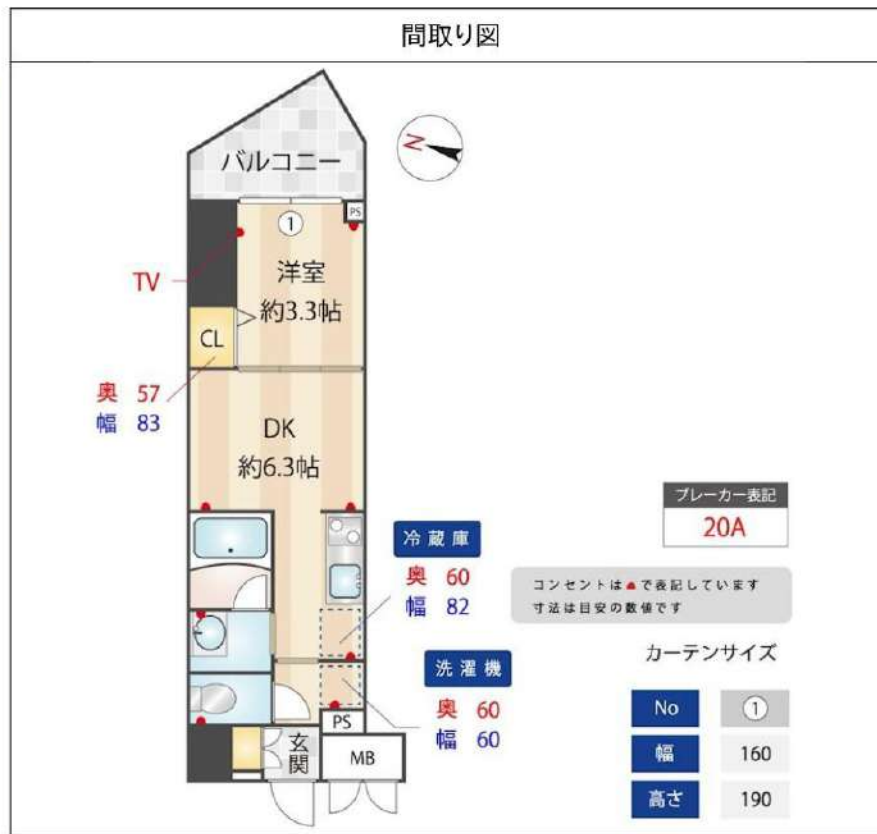 間取り図
バルコニー
N
PS
①
洋室
約3.3帖
TV
CL
奥 57
幅 83
DK
約6.3帖
ブレーカー表記
20A
冷蔵庫
奥 60
幅 82
コンセントは で表記しています
寸法は目安の数値です
カーテンサイズ
洗濯機
奥 60
幅 60
No ①
幅 160
高さ 190
PS
玄関
MB